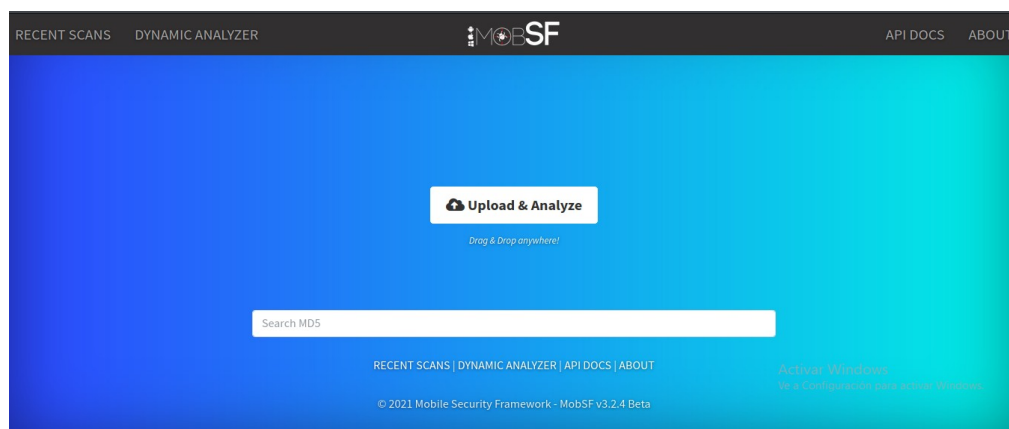 RECENT SCANS DYNAMIC ANALYZER MOBSF API DOCS ABOUT
Upload & Analyze
Drag & Drop anywhere!
Search MD5
RECENT SCANS | DYNAMIC ANALYZER | API DOCS | ABOUT
Activar Windows
Ve a Configuración para activar Windows.
© 2021 Mobile Security Framework - MobSF v3.2.4 Beta